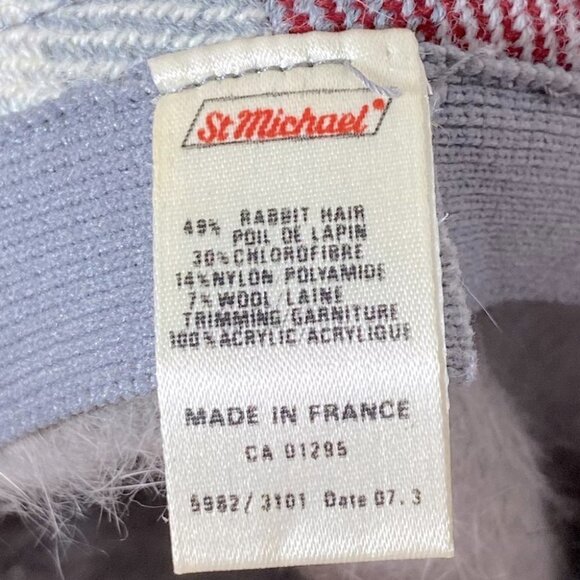 St Michael
49% RABBIT HAIR
POIL DE LAPIN
30% CHLOROFIBRE
14% NYLON POLYAMIDE
7% WOOL/LAINE
TRIMMING/GARNITURE
100% ACRYLIC/ACRYLIQUE
MADE IN FRANCE
CA 01295
5982/3101 Date 07.3